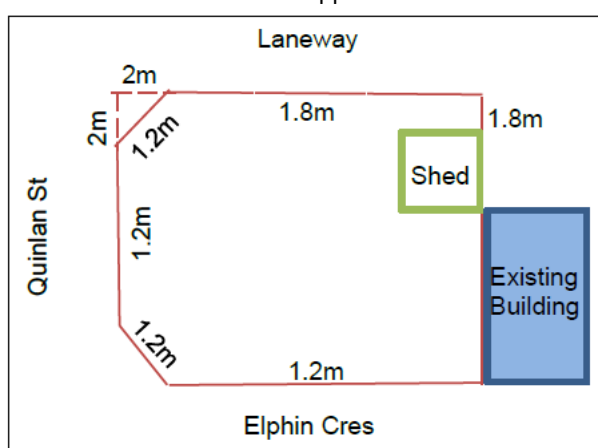 Laneway
2m
1.8m
1.8m
2m
1.2m
Shed
Quinlan St
1.2m
Existing
Building
1.2m
1.2m
Elphin Cres